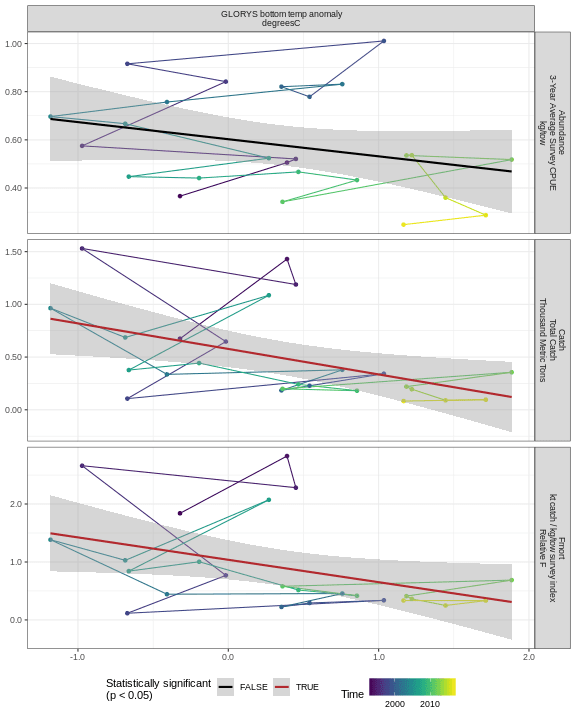 GLORYS bottom temp anomaly
degreesC
1.00
0.80
0.60
0.40
Abundance
3-Year Average Survey CPUE
kg/tow
1.50
1.00
0.50
0.00
Catch
Total Catch
Thousand Metric Tons
2.0
1.0
0.0
Fmort
kt catch / kg/tow survey index
Relative F
-1.0
0.0
1.0
2.0
Statistically significant
(p < 0.05)
FALSE
TRUE
Time
2000
2010